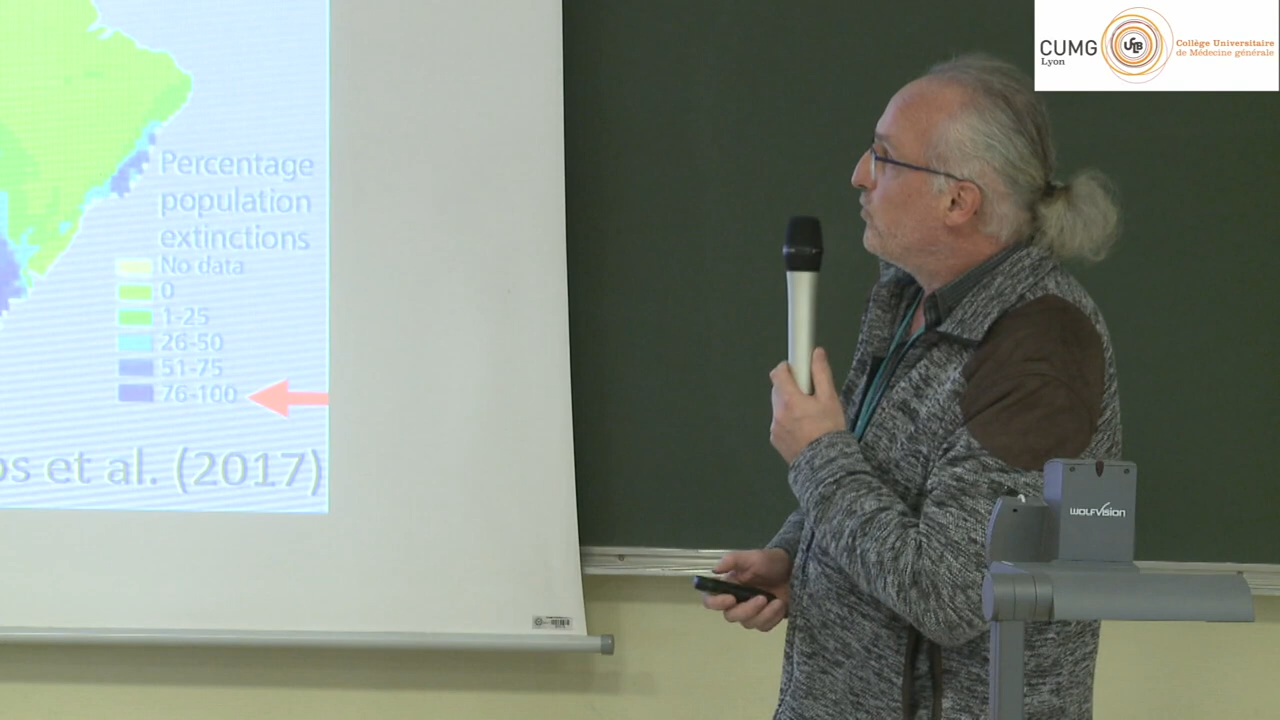 Percentage
population
extinctions
No data
0
1-25
26-50
51-75
76-100
et al. (2017)
CUMG
Lyon
Collège Universitaire
de Médecine générale
WOLFVISION